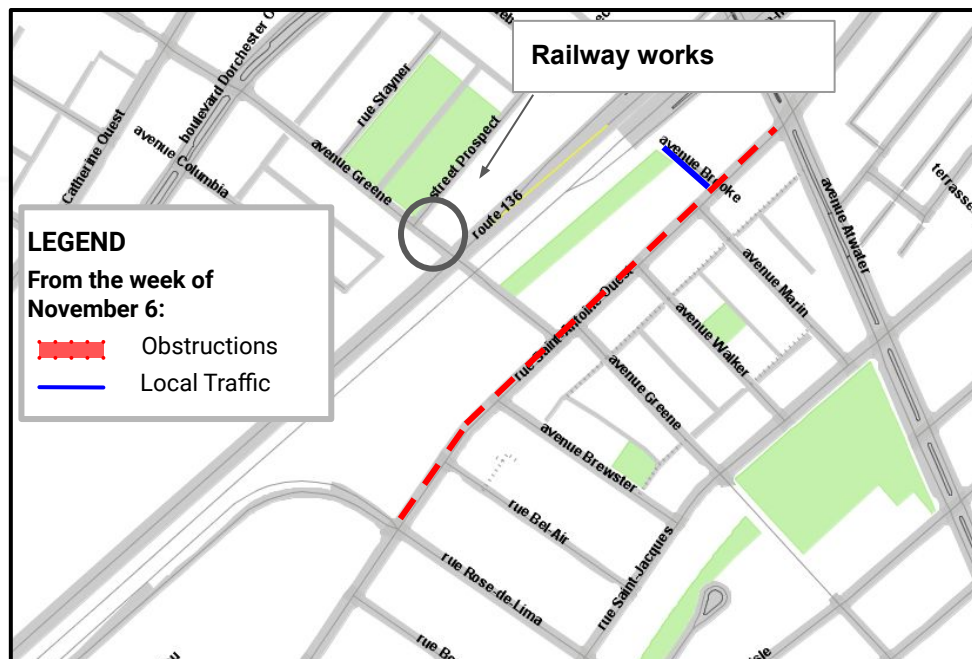 Railway works
boulevard Dorchester O
rue Stayner
Catherine Ouest
avenue Columbia
avenue Greene
street Prospect
route 136
avenue Brooke
avenue Atwater
terrasse
LEGEND
From the week of
November 6:
Obstructions
Local Traffic
avenue Marin
rue Saint-Antoine Ouest
avenue Walker
avenue Greene
avenue Brewster
rue Bel-Air
rue Rose-de-Lima
rue Saint-Jacques
rue Be